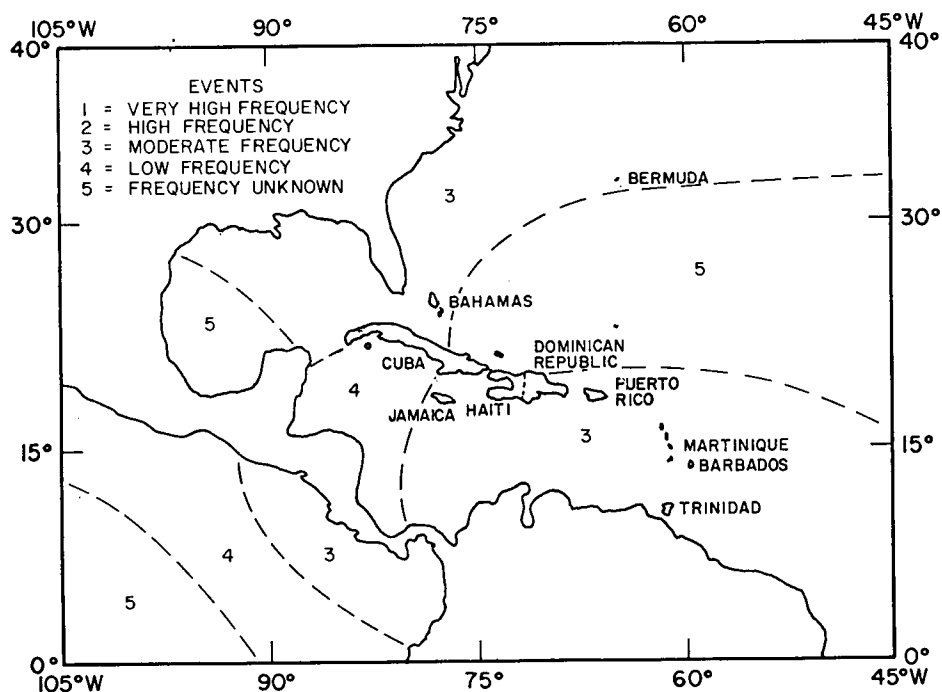 105°W 90° 75° 60° 45°W
40° 40°
EVENTS
1 = VERY HIGH FREQUENCY
2 = HIGH FREQUENCY
3 = MODERATE FREQUENCY
4 = LOW FREQUENCY
5 = FREQUENCY UNKNOWN
3
BERMUDA
30° 30°
5
BAHAMAS
5
DOMINICAN
REPUBLIC
CUBA
4
PUERTO
RICO
JAMAICA HAITI
3
15° 15°
MARTINIQUE
BARBADOS
TRINIDAD
4 3
5
0° 0°
105°W 90° 75° 60° 45°W